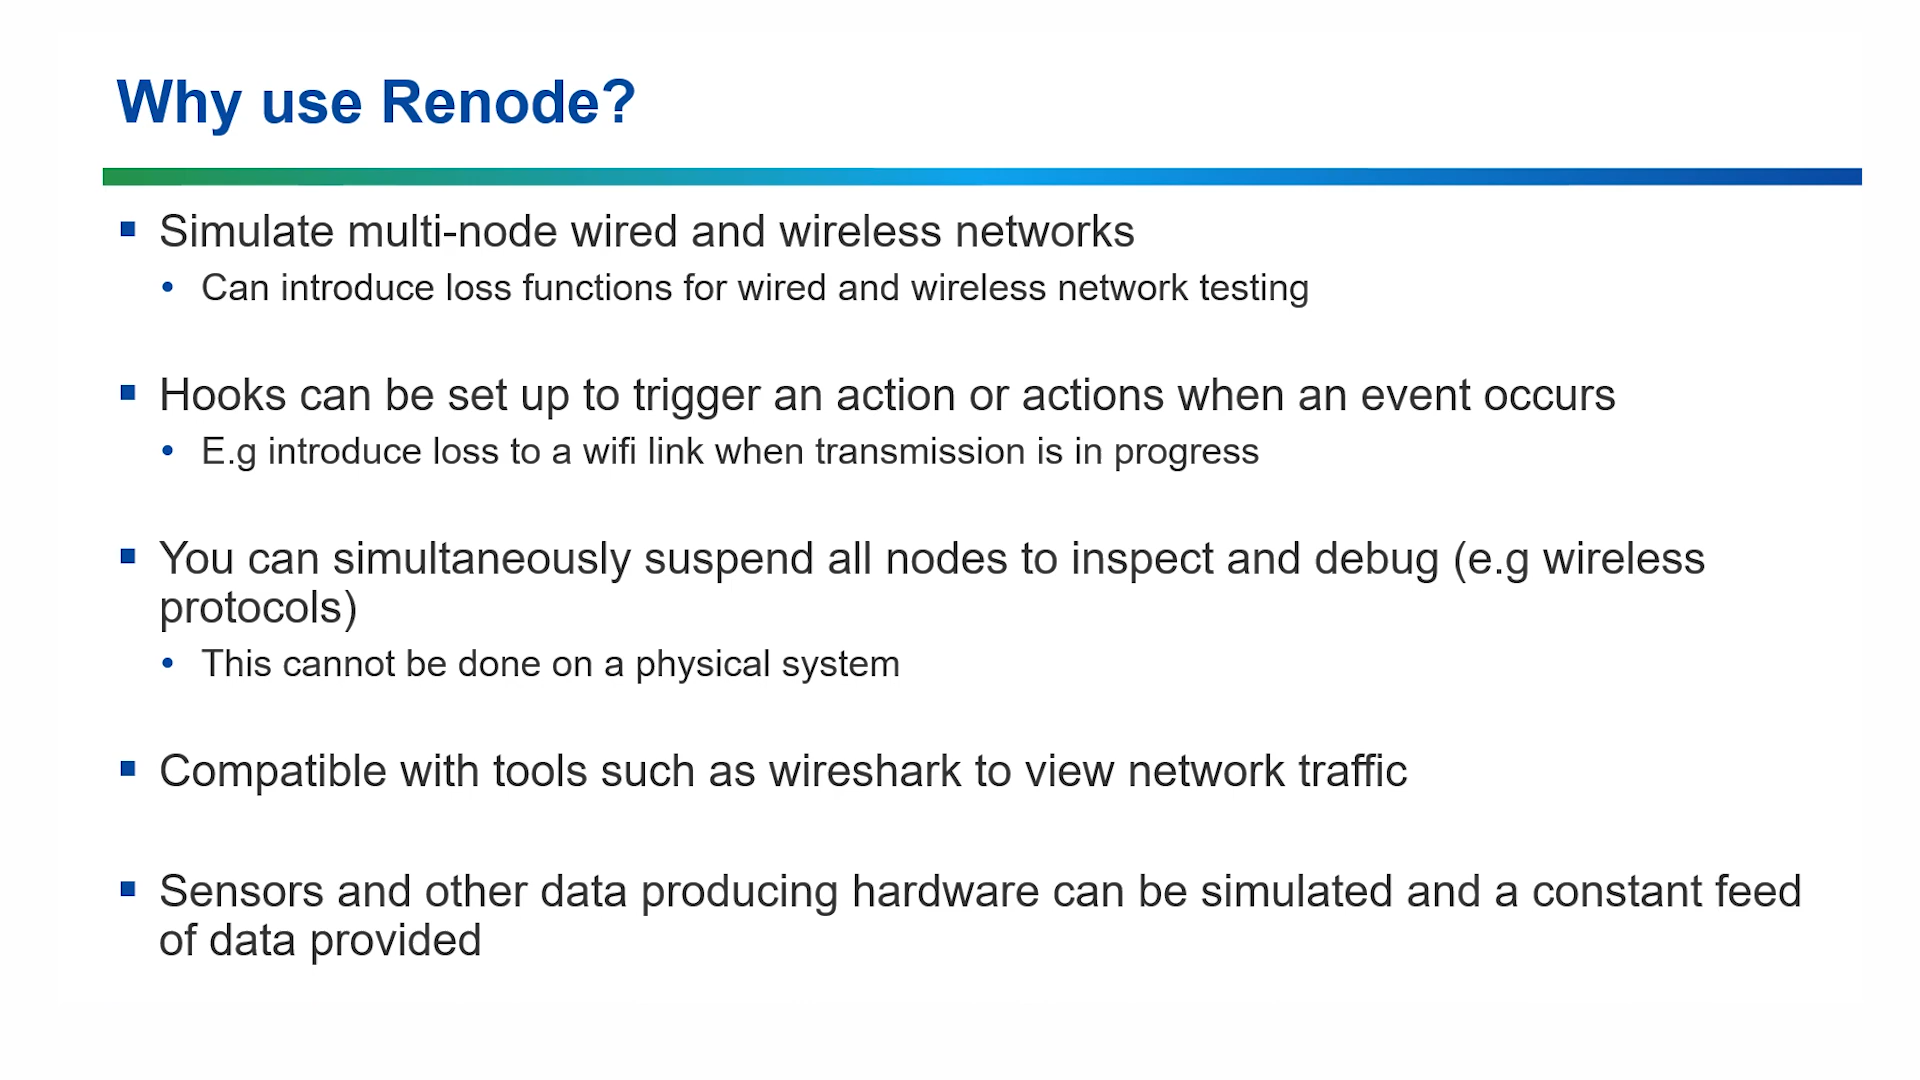 Why use Renode?
Simulate multi-node wired and wireless networks
Can introduce loss functions for wired and wireless network testing
Hooks can be set up to trigger an action or actions when an event occurs
E.g introduce loss to a wifi link when transmission is in progress
You can simultaneously suspend all nodes to inspect and debug (e.g wireless
protocols)
This cannot be done on a physical system
Compatible with tools such as wireshark to view network traffic
Sensors and other data producing hardware can be simulated and a constant feed
of data provided